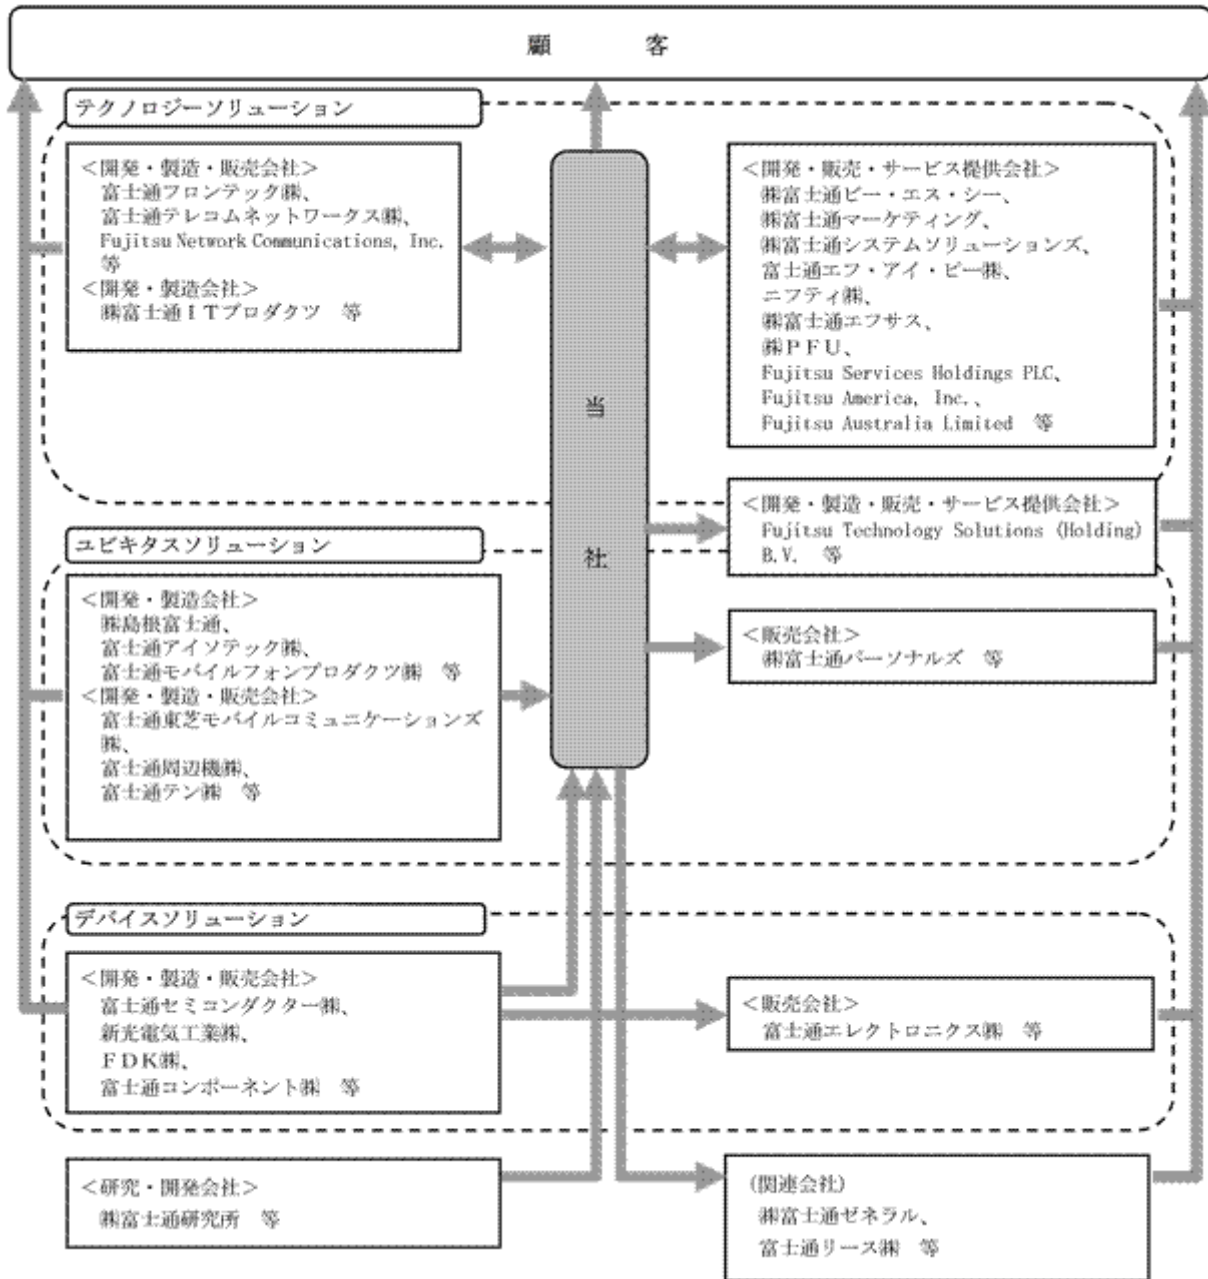 顧　客
テクノロジーソリューション
＜開発・製造・販売会社＞
富士通フロンテック㈱、
富士通テレコムネットワークス㈱、
Fujitsu Network Communications, Inc.
等
＜開発・製造会社＞
㈱富士通ＩＴプロダクツ　等
当
社
＜開発・販売・サービス提供会社＞
㈱富士通ビー・エス・シー、
㈱富士通マーケティング、
㈱富士通システムソリューションズ、
富士通エフ・アイ・ピー㈱、
ニフティ㈱、
㈱富士通エフサス、
㈱ＰＦＵ、
Fujitsu Services Holdings PLC、
Fujitsu America, Inc.、
Fujitsu Australia Limited　等
＜開発・製造・販売・サービス提供会社＞
Fujitsu Technology Solutions (Holding)
B.V.　等
ユビキタスソリューション
＜開発・製造会社＞
㈱島根富士通、
富士通アイソテック㈱、
富士通モバイルフォンプロダクツ㈱　等
＜開発・製造・販売会社＞
富士通東芝モバイルコミュニケーションズ
㈱、
富士通周辺機㈱、
富士通テン㈱　等
＜販売会社＞
㈱富士通パーソナルズ　等
デバイスソリューション
＜開発・製造・販売会社＞
富士通セミコンダクター㈱、
新光電気工業㈱、
ＦＤＫ㈱、
富士通コンポーネント㈱　等
＜販売会社＞
富士通エレクトロニクス㈱　等
＜研究・開発会社＞
㈱富士通研究所　等
(関連会社)
㈱富士通ゼネラル、
富士通リース㈱　等